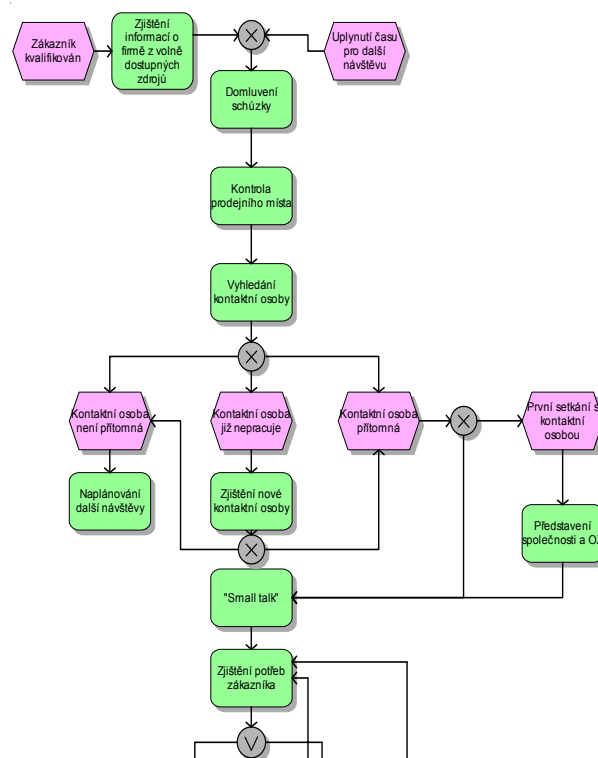 Zákazník
kvalifikován
Zjištění
informací o
firmě z volně
dostupných
zdrojů
Uplynutí času
pro další
návštěvu
Domluvení
schůzky
Kontrola
prodejního místa
Vyhledání
kontaktní osoby
Kontaktní osoba
není přítomná
Kontaktní osoba
již nepracuje
Kontaktní osoba
přítomná
První setkání s
kontaktní
osobou
Naplánování
další návštěvy
Zjištění nové
kontaktní osoby
Představení
společnosti a
"Small talk"
Zjištění potřeb
zákazníka